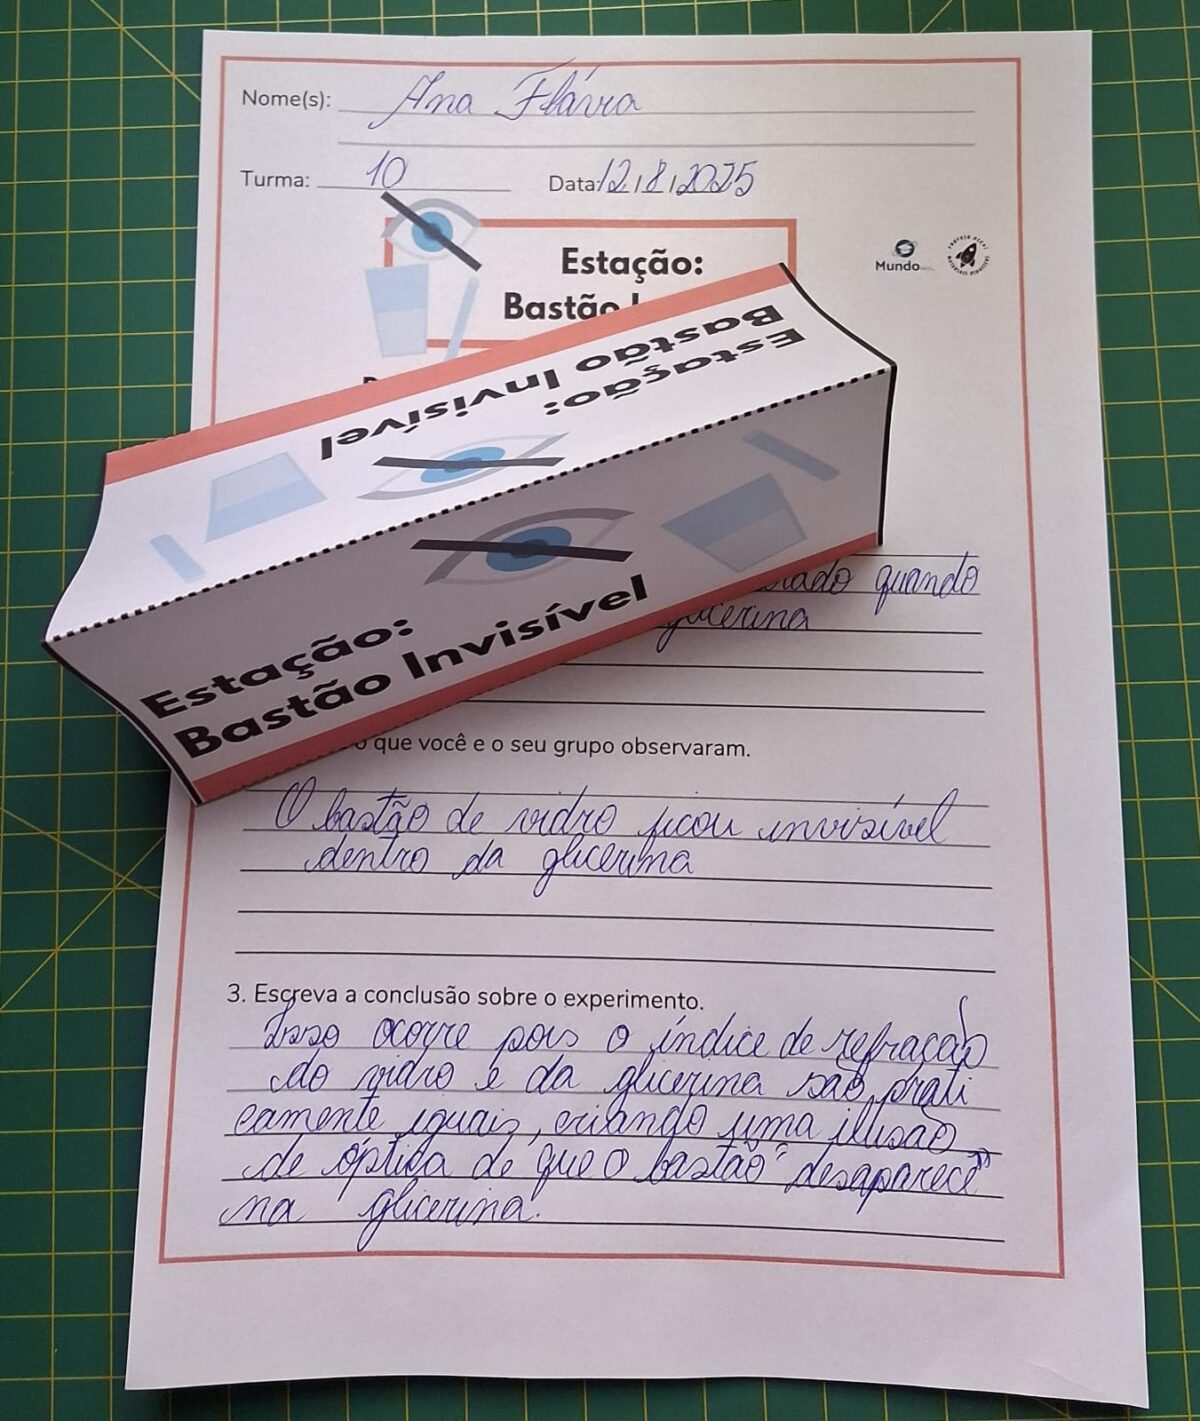 Nome(s): Ana Flávia
Turma: 10 Data 12/8/2025
Estação:
Bastão
Mundo
Estação:
Bastão Invisível
Estação:
Bastão Invisível
quando
glicerina
o que você e o seu grupo observaram.
O bastão de vidro ficou invisível
dentro da glicerina
3. Escreva a conclusão sobre o experimento.
Isso ocorre pois o índice de refração
do vidro e da glicerina são prati
camente iguais, criando uma ilusão
de óptica de que o bastão "desaparece"
na glicerina.